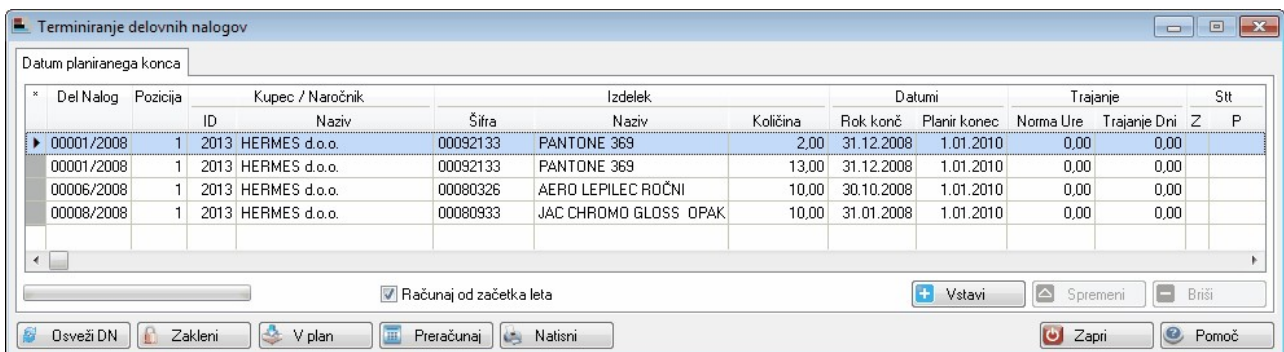 Terminiranje delovnih nalogov
Datum planiranega konca
* Del Nalog Pozicija Kupec / Naročnik Izdelek Datumi Trajanje Stt
ID Naziv Šifra Naziv Količina Rok konč Planir konec Norma Ure Trajanje Dni Z P
00001/2008 1 2013 HERMES d.o.o. 00092133 PANTONE 369 2,00 31.12.2008 1.01.2010 0,00 0,00
00001/2008 1 2013 HERMES d.o.o. 00092133 PANTONE 369 13,00 31.12.2008 1.01.2010 0,00 0,00
00006/2008 1 2013 HERMES d.o.o. 00080326 AERO LEPILEC ROČNI 10,00 30.10.2008 1.01.2010 0,00 0,00
00008/2008 1 2013 HERMES d.o.o. 00080933 JAC CHROMO GLOSS OPAK 10,00 31.01.2008 1.01.2010 0,00 0,00
Računaj od začetka leta Vstavi Spremeni Briši
Osveži DN Zakleni V plan Preračunaj Natisni Zapri Pomoč